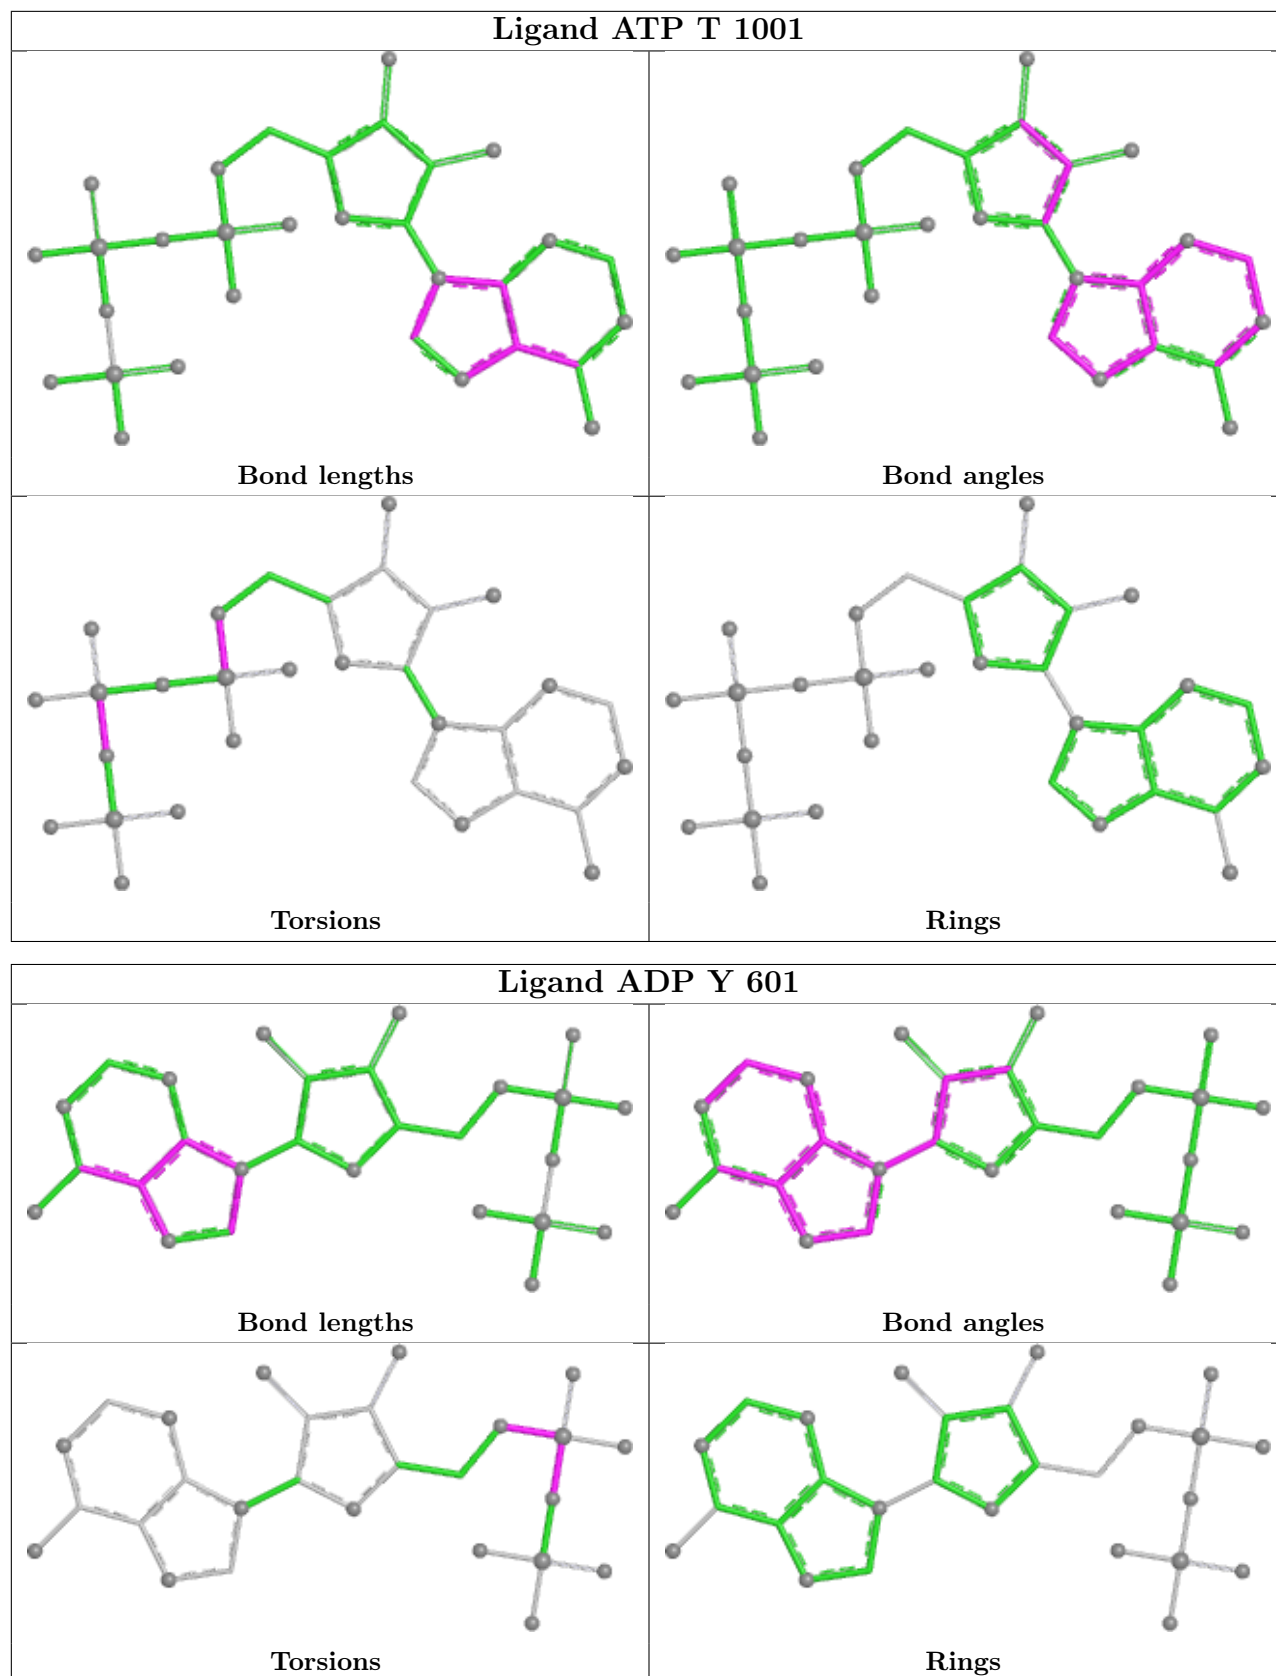 Ligand ATP T 1001
Bond lengths
Bond angles
Torsions
Rings
Ligand ADP Y 601
Bond lengths
Bond angles
Torsions
Rings